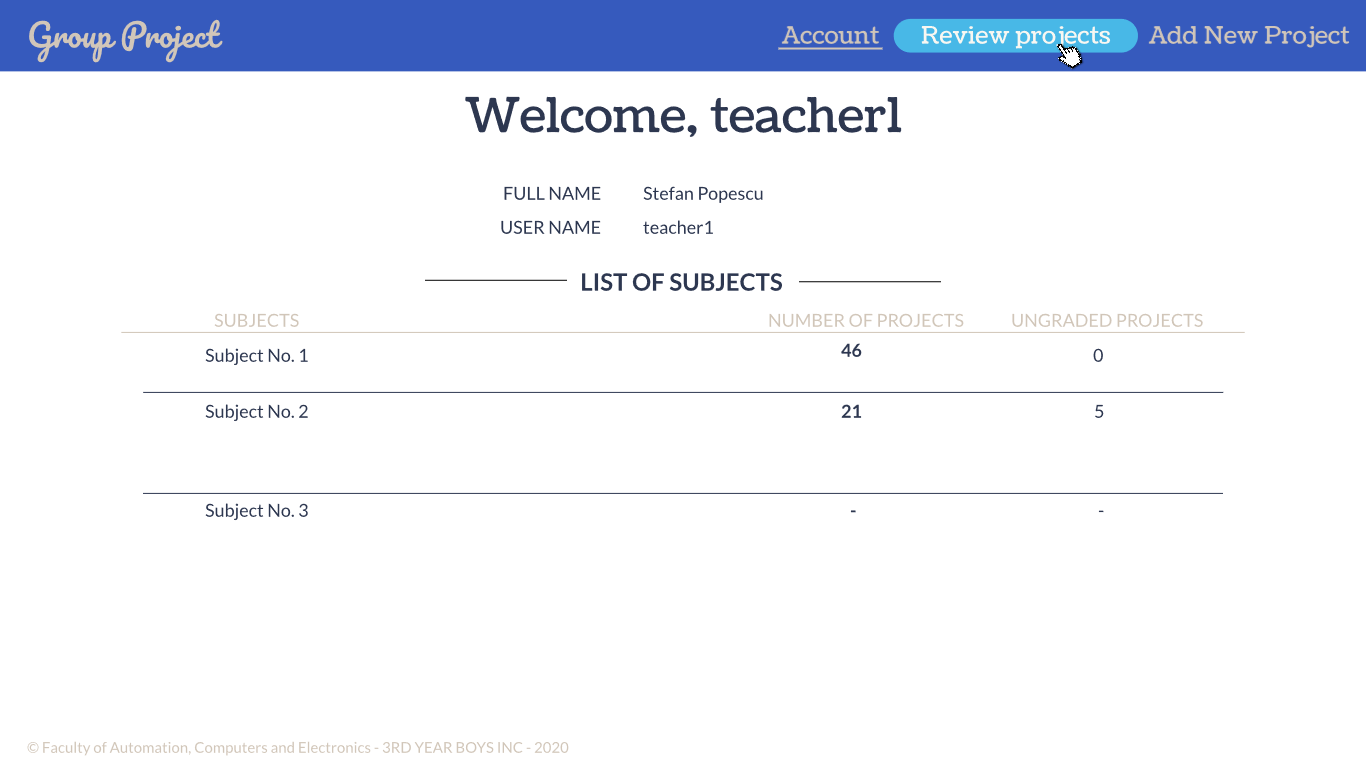 Group Project
Account Review projects Add New Project
Welcome, teacher1
FULL NAME Stefan Popescu
USER NAME teacher1
LIST OF SUBJECTS
SUBJECTS NUMBER OF PROJECTS UNGRADED PROJECTS
Subject No. 1 46 0
Subject No. 2 21 5
Subject No. 3 - -
© Faculty of Automation, Computers and Electronics - 3RD YEAR BOYS INC - 2020